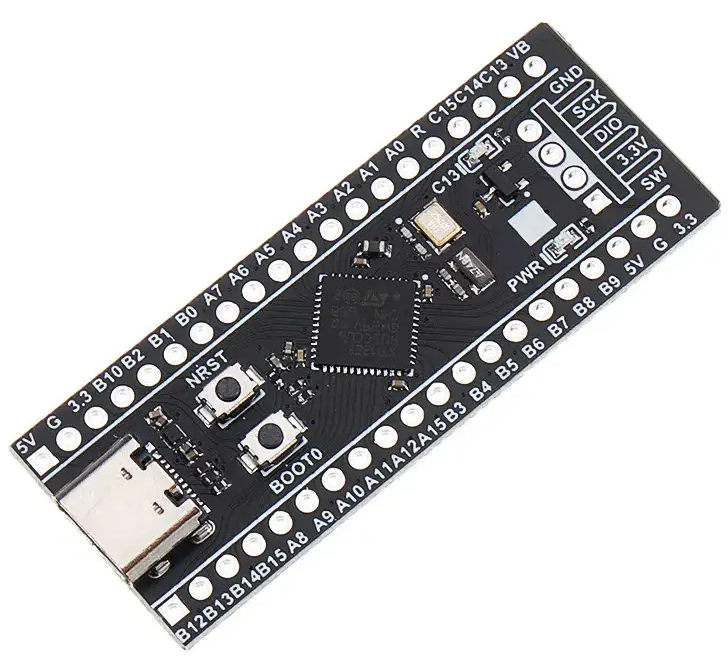 5V G 3.3 B10 B2 B1 B0 A7 A6 A5 A4 A3 A2 A1 A0 R C15 C14 C13 VB
GND
SCK
DIO
3.3V
SW
C13
PWR
NRST
BOOT0
B12 B13 B14 B15 A8 A9 A10 A11 A12 A15 B3 B4 B5 B6 B7 B8 B9 5V G 3.3